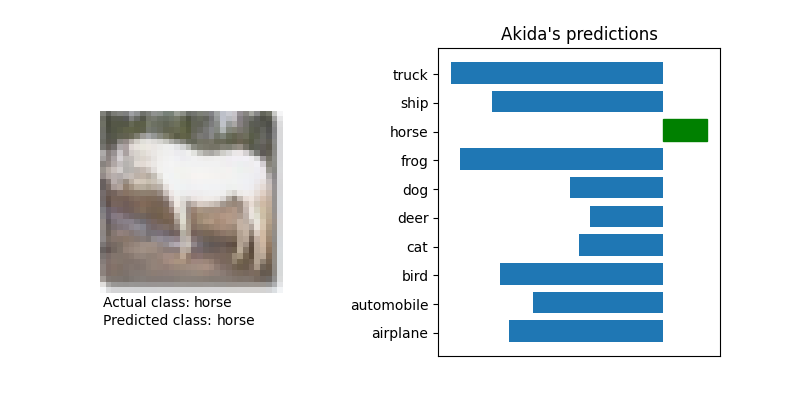 Akida's predictions
truck
ship
horse
frog
dog
deer
cat
bird
automobile
airplane
Actual class: horse
Predicted class: horse